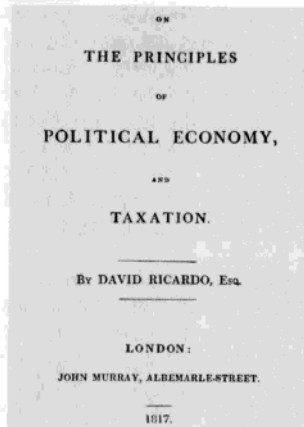 ON
THE PRINCIPLES
OF
POLITICAL ECONOMY,
AND
TAXATION.
By DAVID RICARDO, Esq.
LONDON:
JOHN MURRAY, ALBEMARLE-STREET.
1817.